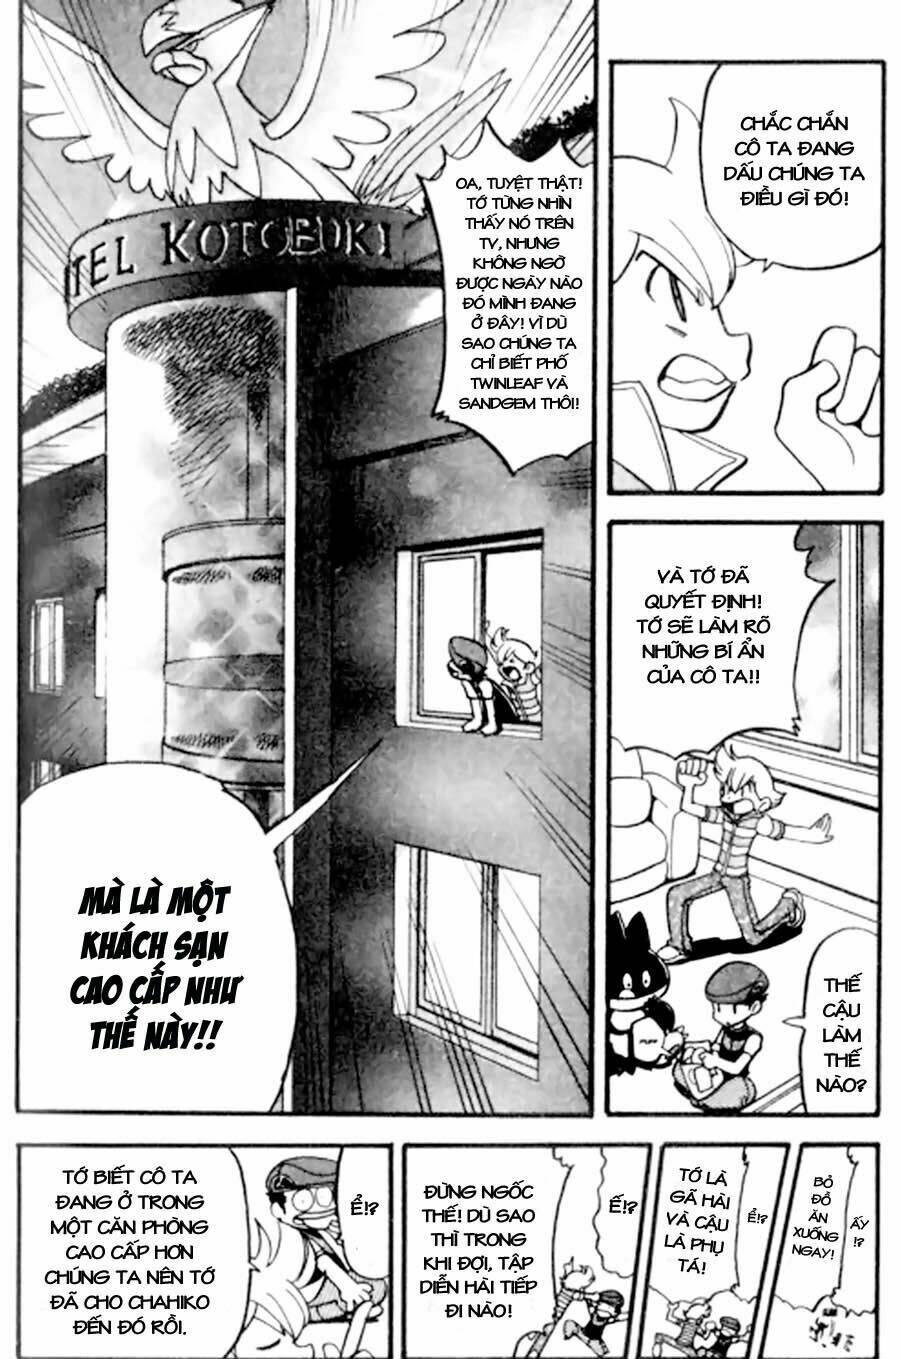 TEL KOTOBUKI
OA, TUYỆT THẬT!
TỚ TỪNG NHÌN
THẤY NÓ TRÊN
TV, NHƯNG
KHÔNG NGỜ
ĐƯỢC NGÀY NÀO
ĐÓ MÌNH ĐANG
Ở ĐÂY! VÌ DÙ
SAO CHÚNG TA
CHỈ BIẾT PHỐ
TWINLEAF VÀ
SANDGEM THÔI!
MÀ LÀ MỘT
KHÁCH SẠN
CAO CẤP NHƯ
THẾ NÀY!!
CHẮC CHẮN
CÔ TA ĐANG
DẤU CHÚNG TA
ĐIỀU GÌ ĐÓ!
VÀ TỚ ĐÃ
QUYẾT ĐỊNH!
TỚ SẼ LÀM RÕ
NHỮNG BÍ ẨN
CỦA CÔ TA!!
THẾ
CẬU
LÀM
THẾ
NÀO?
TỚ BIẾT CÔ TA
ĐANG Ở TRONG
MỘT CĂN PHÒNG
CAO CẤP HƠN
CHÚNG TA NÊN TỚ
ĐÃ CHO CHAHIKO
ĐẾN ĐÓ RỒI.
Ể!?
ĐỪNG NGỐC
THẾ! DÙ SAO
THÌ TRONG
KHI ĐỢI, TẬP
DIỄN HÀI TIẾP
ĐI NÀO!
Ế!?
TỚ LÀ
GÃ HÀI
VÀ CẬU
LÀ PHỤ
TÁ!
Ể!?
BỎ
ĐỒ
ĂN
XUỐNG
NGAY!
ẤY
!?